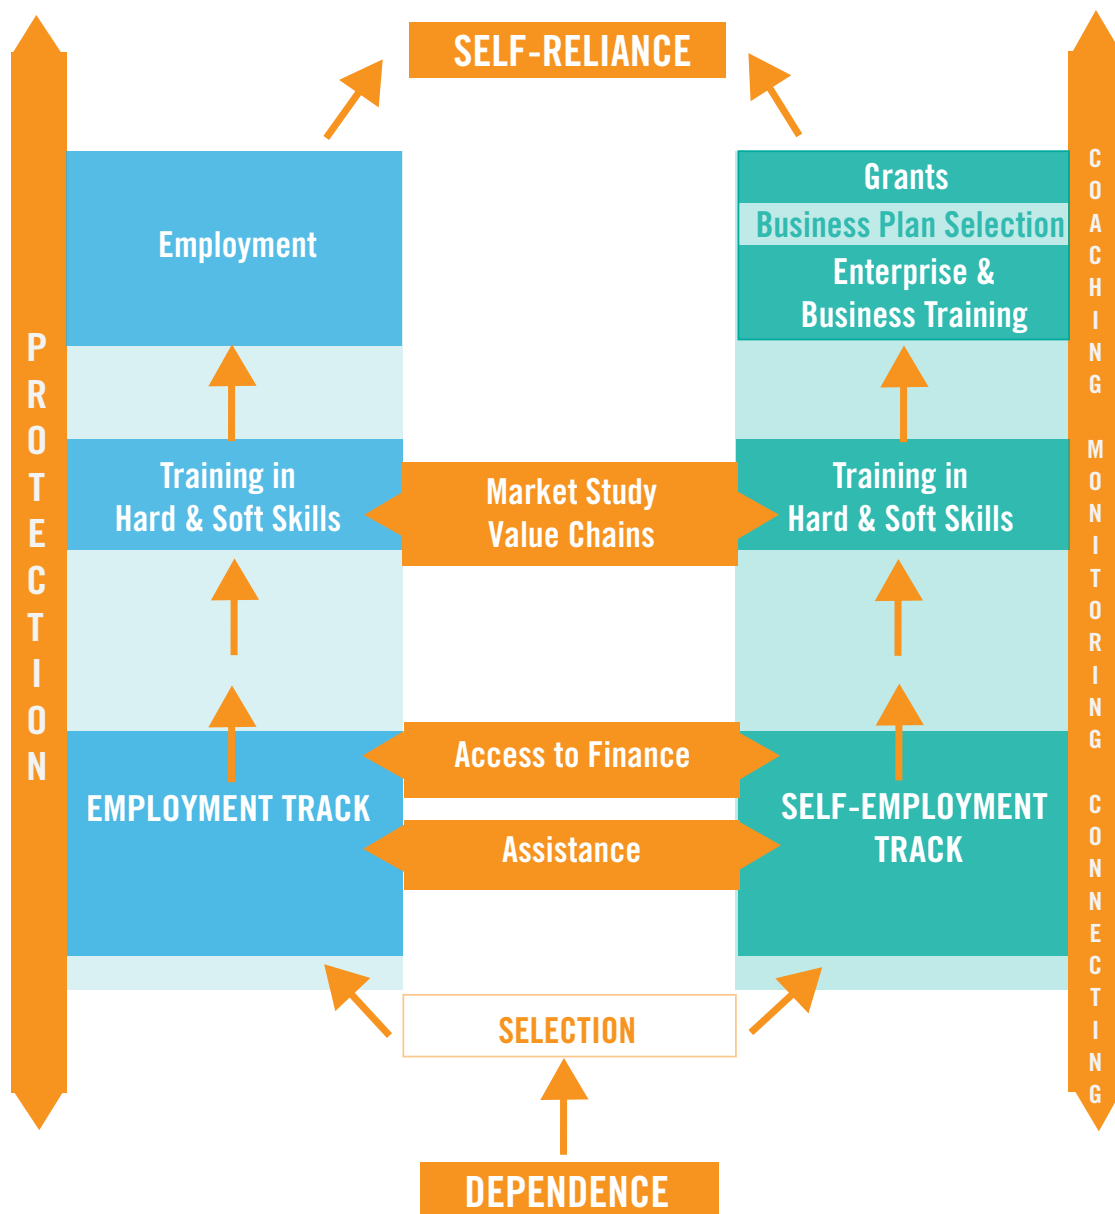 SELF-RELIANCE
PROTECTION
Employment
Grants
Business Plan Selection
Enterprise &
Business Training
COACHING MONITORING CONNECTING
Training in
Hard & Soft Skills
Market Study
Value Chains
Training in
Hard & Soft Skills
Access to Finance
EMPLOYMENT TRACK
SELF-EMPLOYMENT
TRACK
Assistance
SELECTION
DEPENDENCE